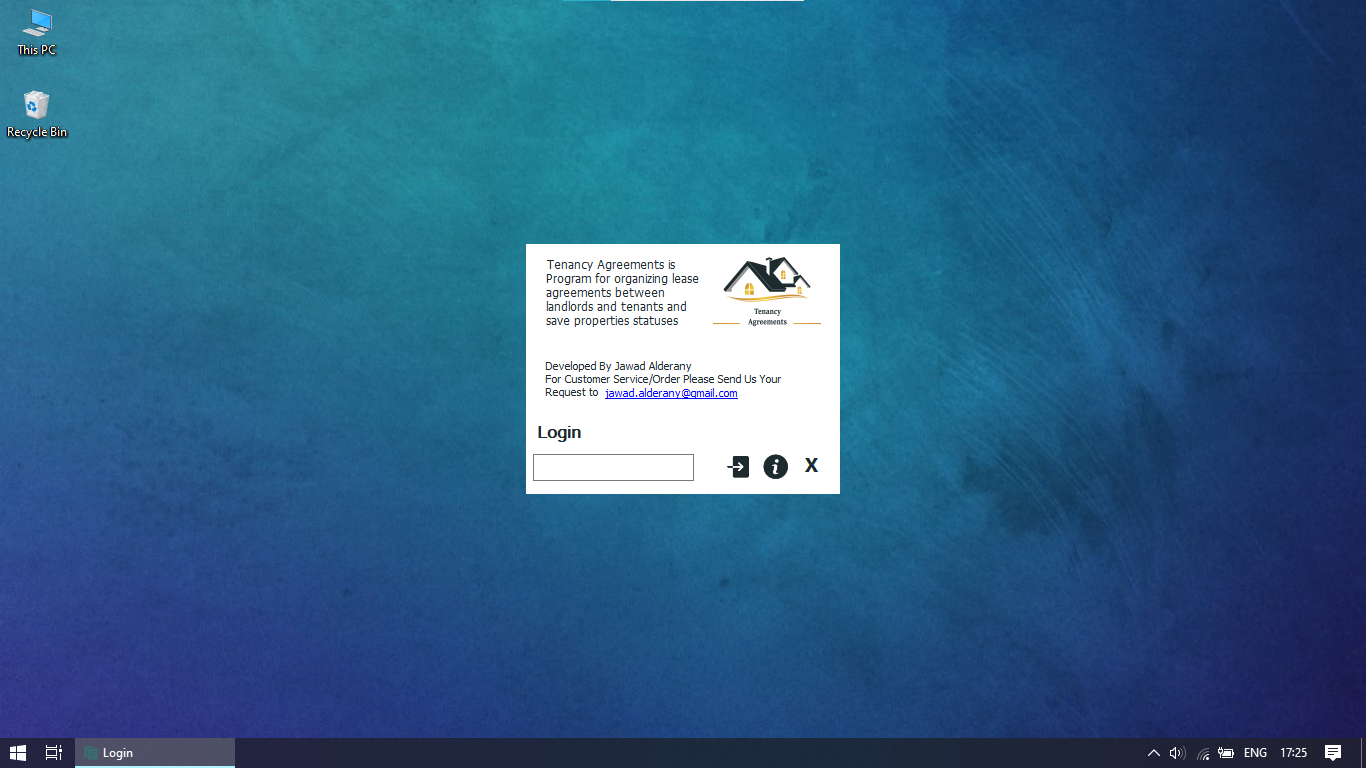 This PC
Recycle Bin
Tenancy Agreements is
Program for organizing lease
agreements between
landlords and tenants and
save properties statuses
Tenancy
Agreements
Developed By Jawad Alderany
For Customer Service/Order Please Send Us Your
Request to jawad.alderany@gmail.com
Login
X
Login
ENG
17:25